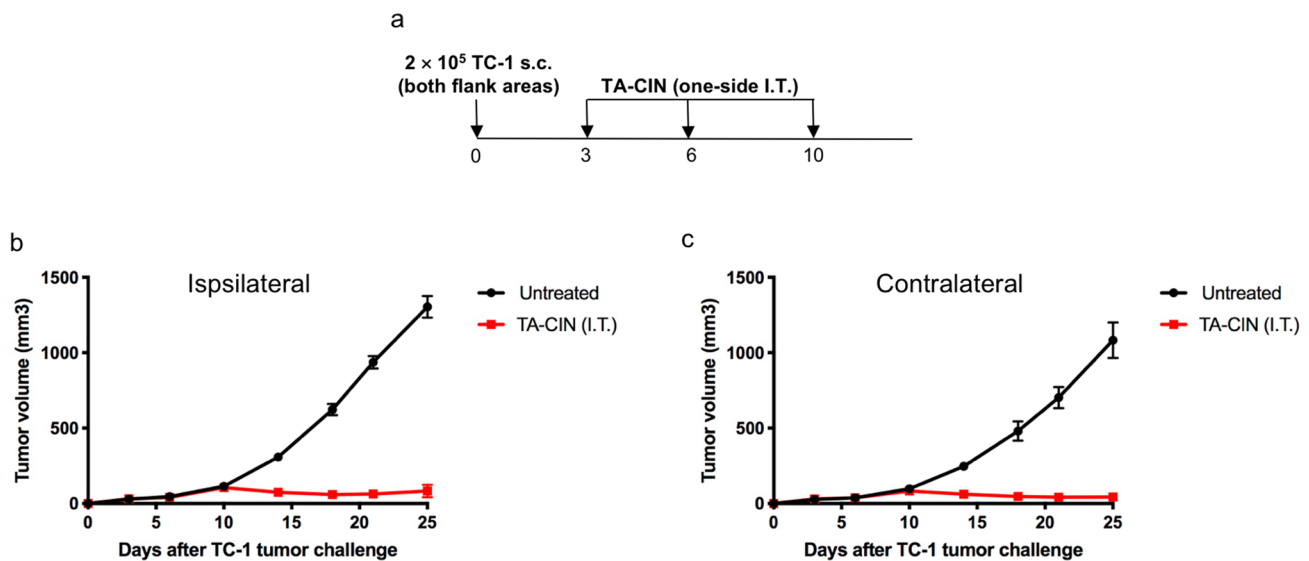 a
2 × 10⁵ TC-1 s.c.
(both flank areas)
TA-CIN (one-side I.T.)
0 3 6 10
b
Ispsilateral
Untreated
TA-CIN (I.T.)
Tumor volume (mm3)
1500
1000
500
0
0 5 10 15 20 25
Days after TC-1 tumor challenge
c
Contralateral
Untreated
TA-CIN (I.T.)
Tumor volume (mm3)
1500
1000
500
0
0 5 10 15 20 25
Days after TC-1 tumor challenge